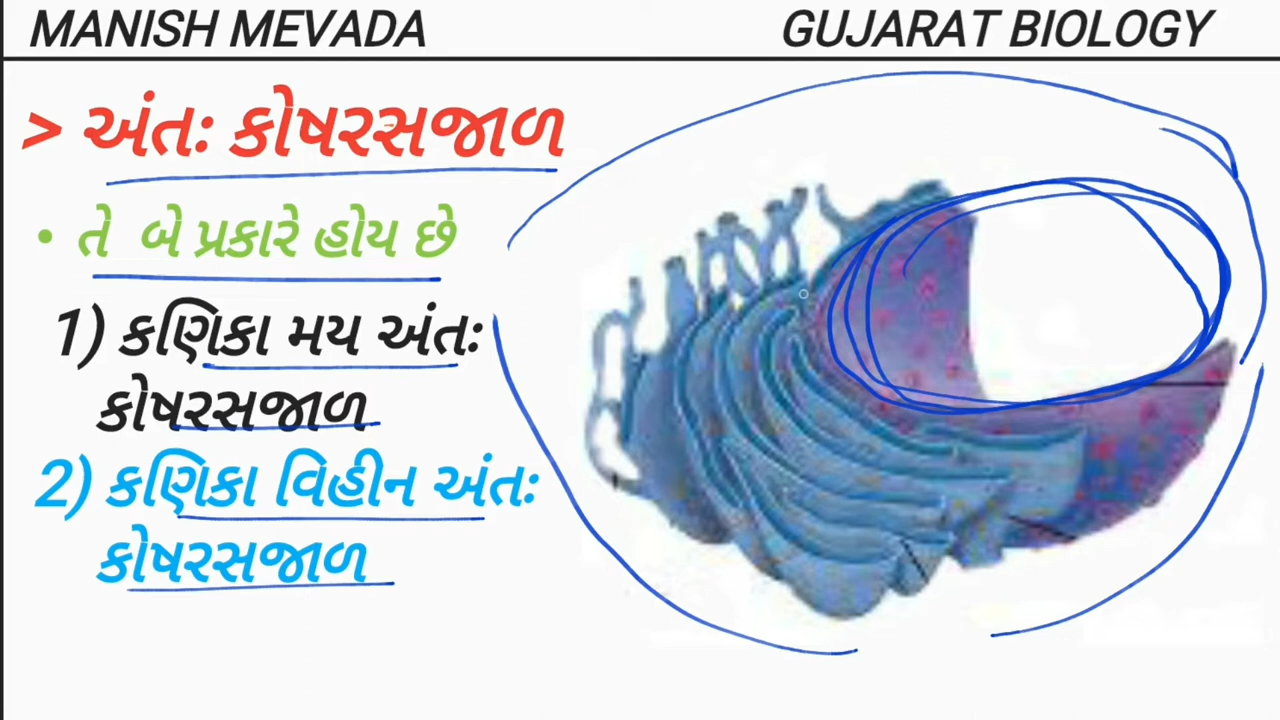 MANISH MEVADA
GUJARAT BIOLOGY
> અંતઃ કોષરસજાળ
• તે બે પ્રકારે હોય છે
1) કણિકા મય અંતઃ
કોષરસજાળ
2) કણિકા વિહીન અંતઃ
કોષરસજાળ